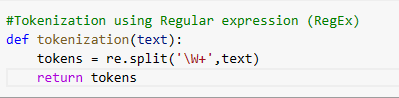 #Tokenization using Regular expression (RegEx)
def tokenization(text):
    tokens = re.split('\W+',text)
    return tokens